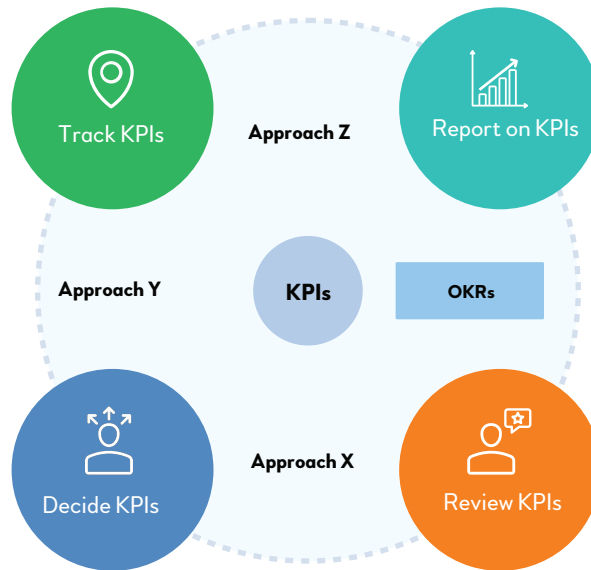 Track KPIs
Approach Z
Report on KPIs
Approach Y
KPIs
OKRs
Decide KPIs
Approach X
Review KPIs